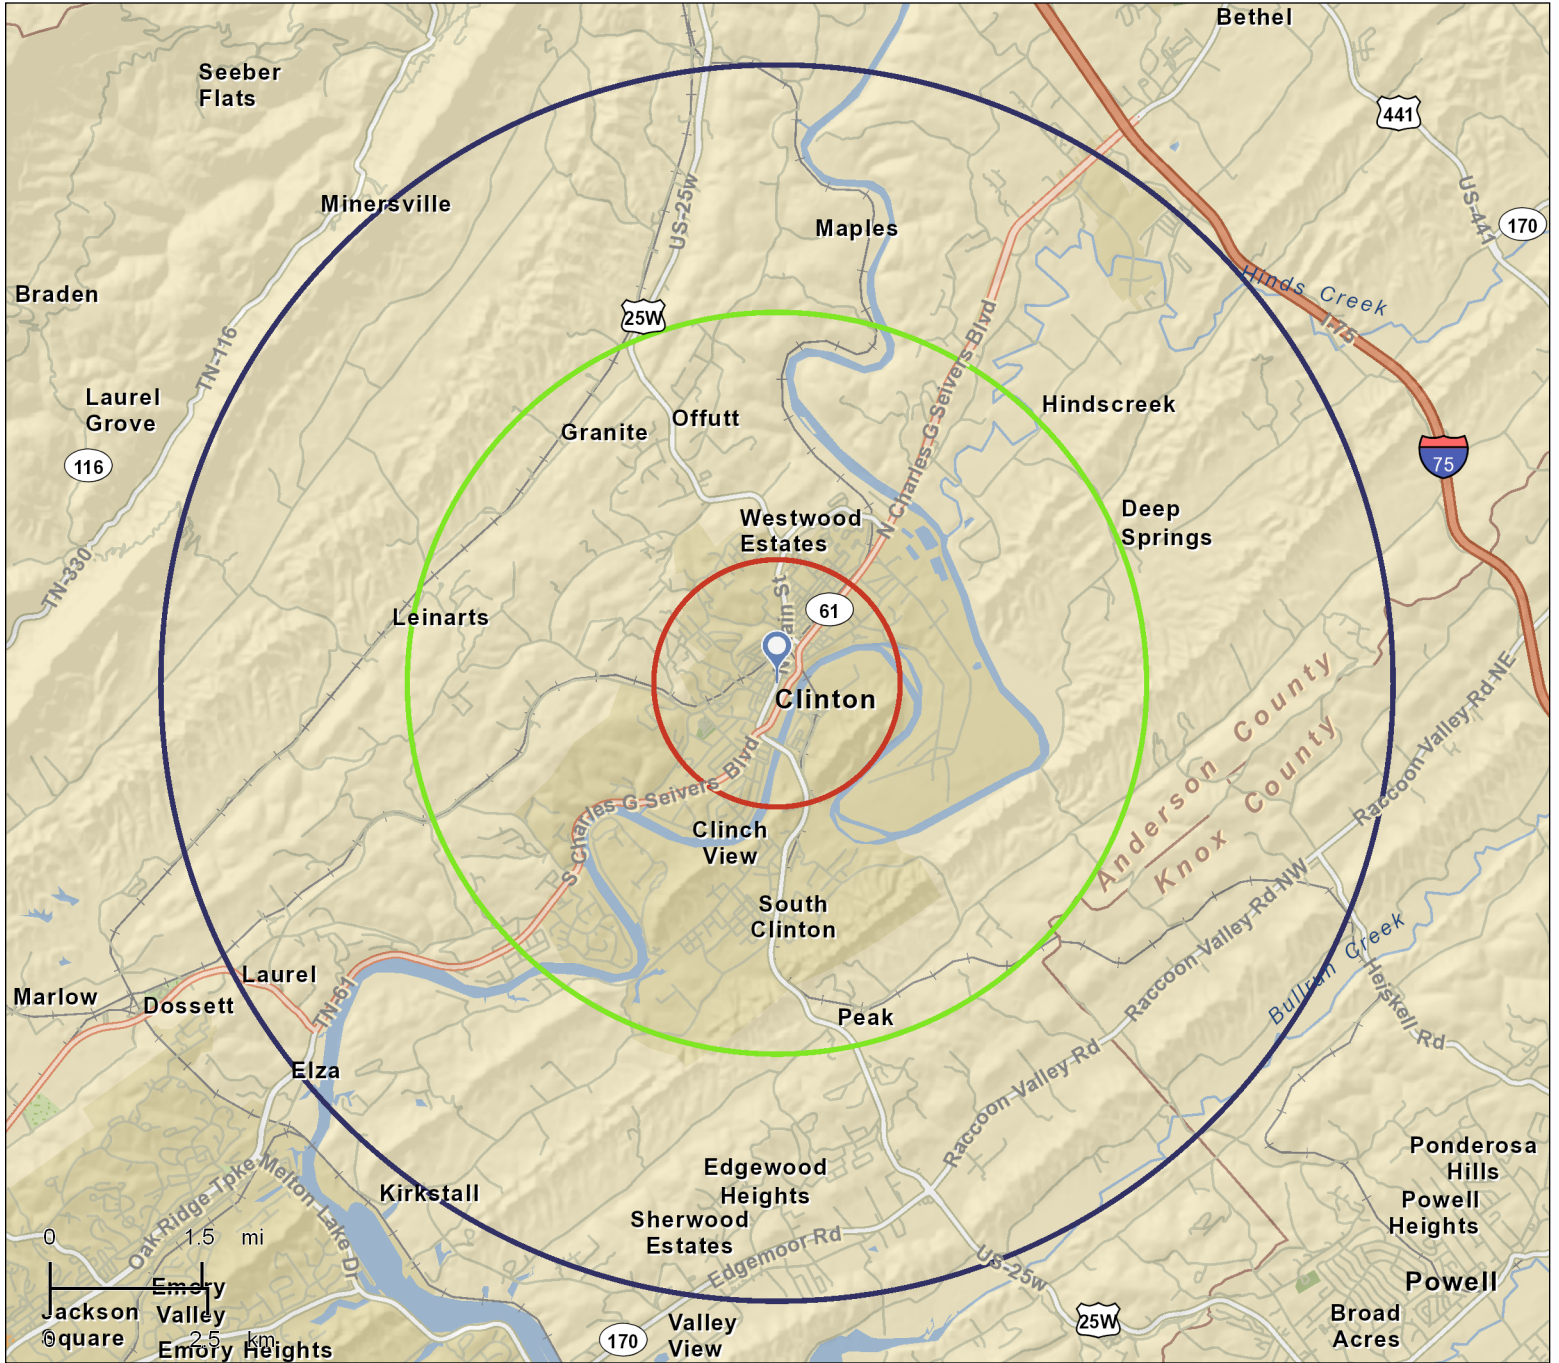 Bethel
Seeber
Flats
441
Minersville
US-25w
Maples
US-441
170
Braden
Hinds Creek
25W
I-75
TN-116
N Charles G Seivers Blvd
Laurel
Grove
Offutt
Granite
Hindscreek
116
75
Westwood
Estates
Deep
Springs
TN-330
Leinarts
61
N Main St
Clinton
Anderson County
Knox County
Raccoon Valley Rd NE
S Charles G Seivers Blvd
Clinch
View
South
Clinton
Raccoon Valley Rd NW
Bullrun Creek
Heiskell Rd
Laurel
Marlow
Dossett
TN-61
Peak
Elza
Raccoon Valley Rd
Edgewood
Heights
Ponderosa
Hills
Powell
Heights
Kirkstall
Oak Ridge Tpke
Melton Lake Dr
Sherwood
Estates
Edgemoor Rd
US-25w
0 1.5 mi
Emory
Valley
Powell
Jackson
Square
0 2.5 km
Emory Heights
170
Valley
View
25W
Broad
Acres